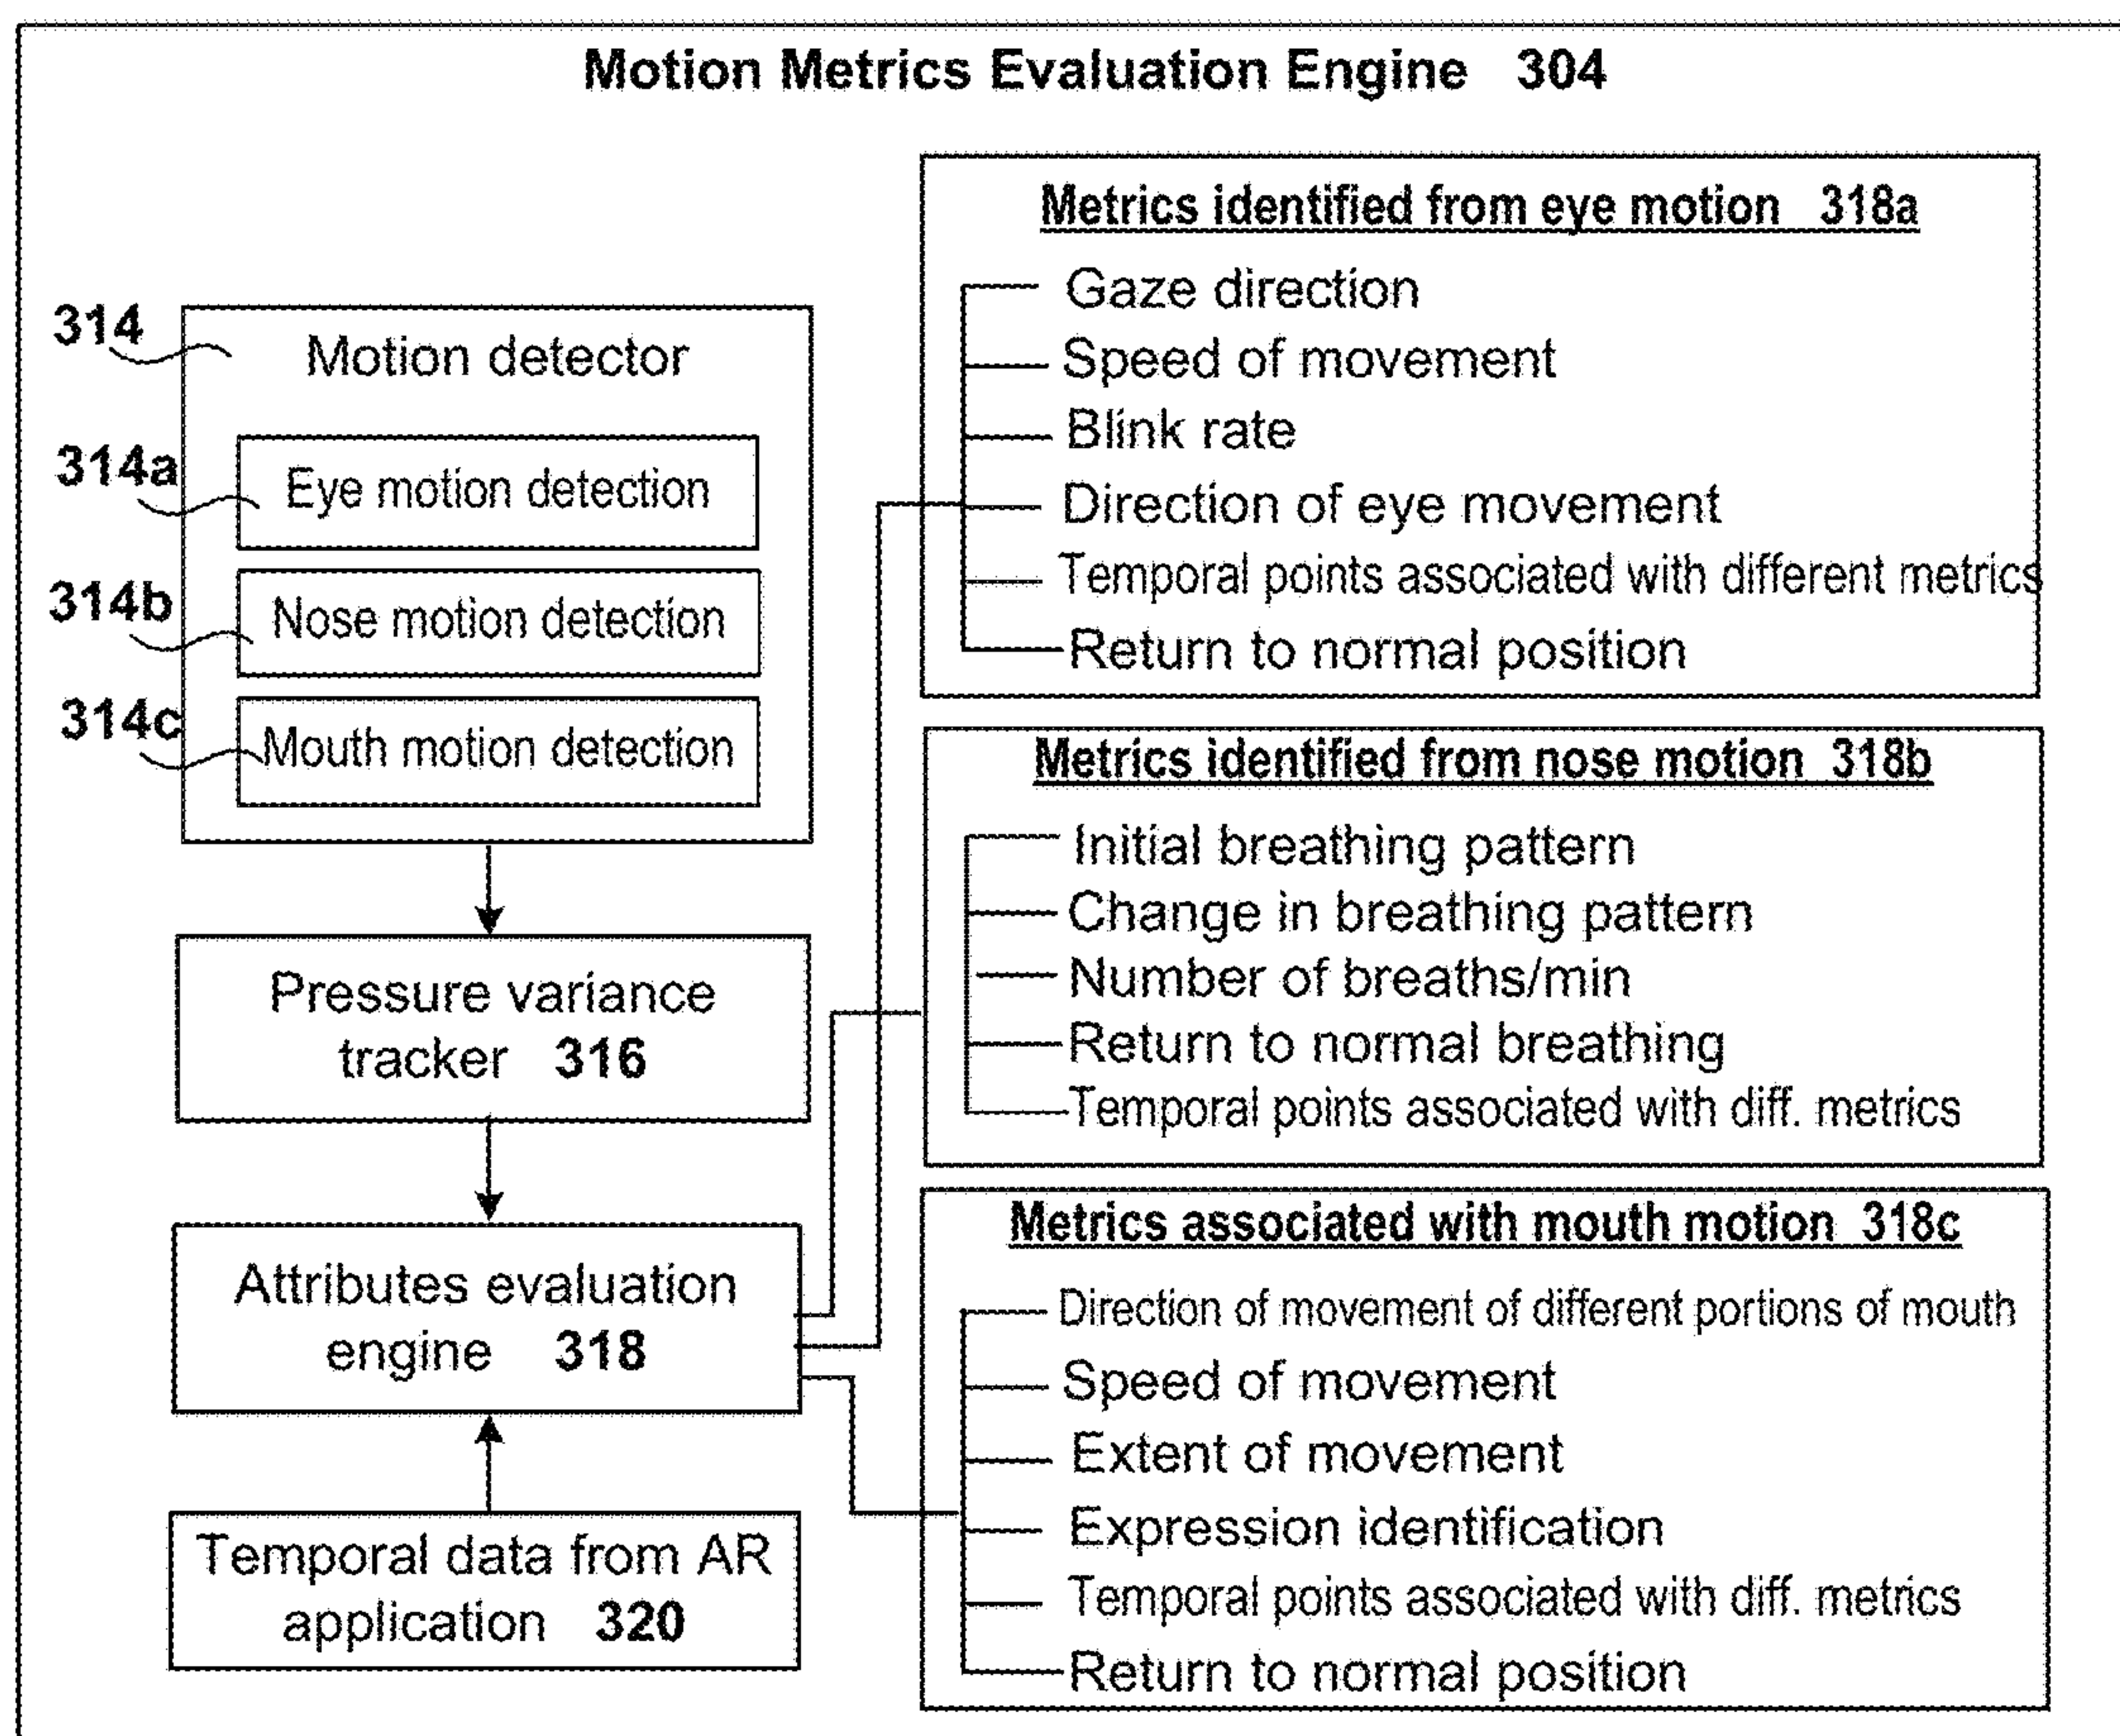 Motion Metrics Evaluation Engine 304
314
Motion detector
314a
Eye motion detection
314b
Nose motion detection
314c
Mouth motion detection
Pressure variance
tracker 316
Attributes evaluation
engine 318
Temporal data from AR
application 320
Metrics identified from eye motion 318a
Gaze direction
Speed of movement
Blink rate
Direction of eye movement
Temporal points associated with different metrics
Return to normal position
Metrics identified from nose motion 318b
Initial breathing pattern
Change in breathing pattern
Number of breaths/min
Return to normal breathing
Temporal points associated with diff. metrics
Metrics associated with mouth motion 318c
Direction of movement of different portions of mouth
Speed of movement
Extent of movement
Expression identification
Temporal points associated with diff. metrics
Return to normal position